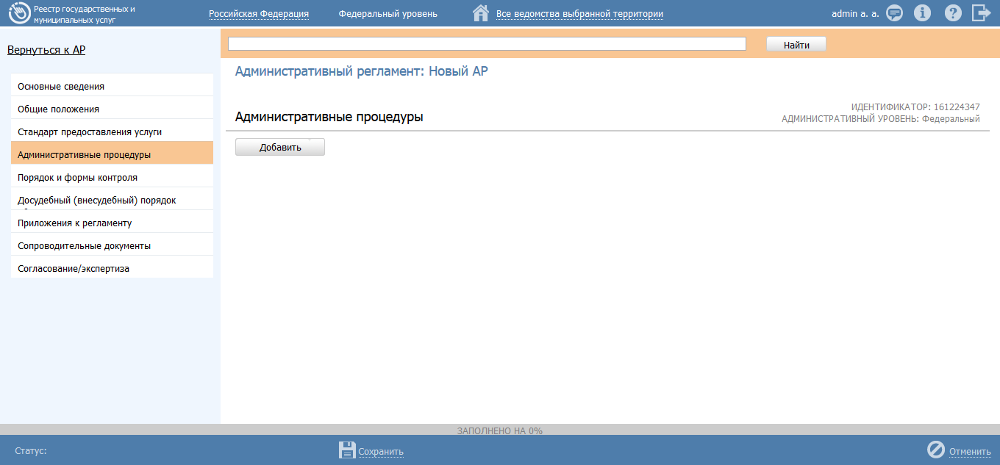 Реестр государственных и
муниципальных услуг
Российская Федерация
Федеральный уровень
Все ведомства выбранной территории
admin a. a.
Вернуться к АР
Найти
Административный регламент: Новый АР
Основные сведения
Общие положения
Стандарт предоставления услуги
Административные процедуры
Порядок и формы контроля
Досудебный (внесудебный) порядок
Приложения к регламенту
Сопроводительные документы
Согласование/экспертиза
ИДЕНТИФИКАТОР: 161224347
АДМИНИСТРАТИВНЫЙ УРОВЕНЬ: Федеральный
Административные процедуры
Добавить
ЗАПОЛНЕНО НА 0%
Статус:
Сохранить
Отменить